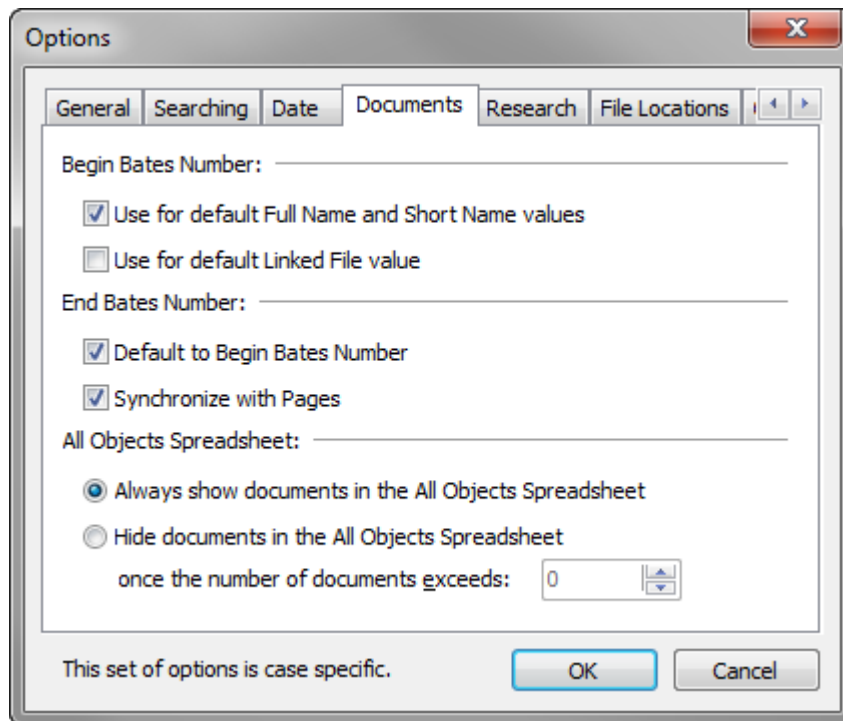 Options
General Searching Date Documents Research File Locations
Begin Bates Number:
Use for default Full Name and Short Name values
Use for default Linked File value
End Bates Number:
Default to Begin Bates Number
Synchronize with Pages
All Objects Spreadsheet:
Always show documents in the All Objects Spreadsheet
Hide documents in the All Objects Spreadsheet
once the number of documents exceeds: 0
This set of options is case specific. OK Cancel